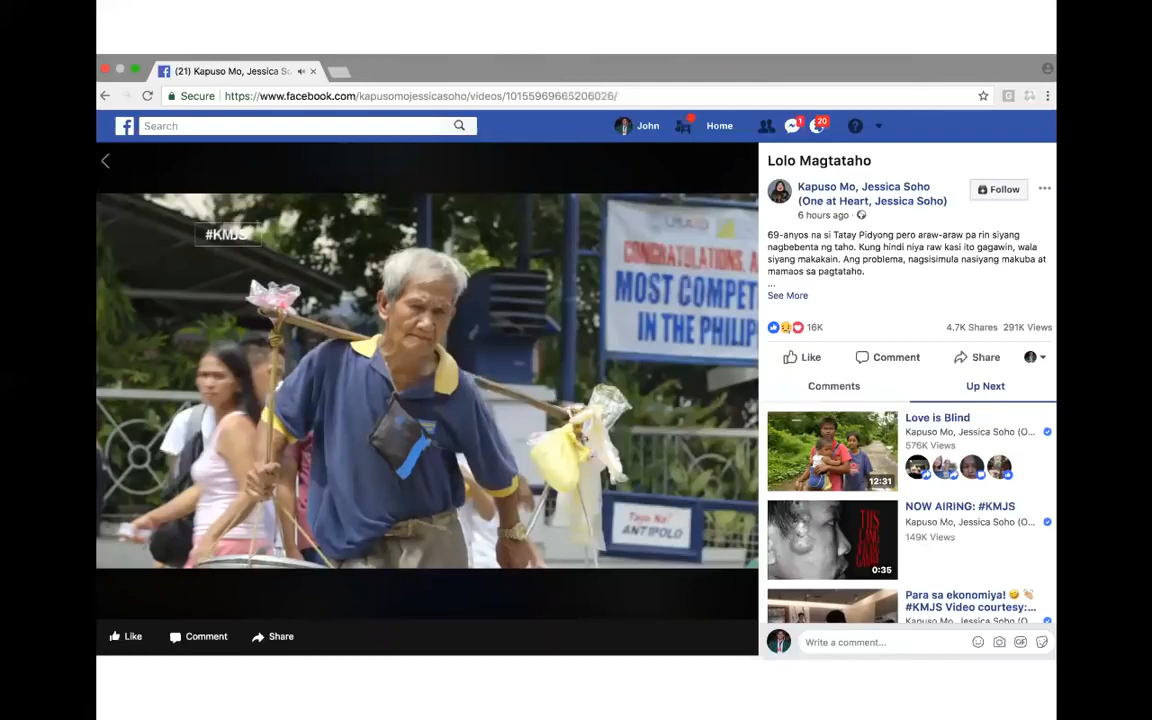 (21) Kapuso Mo, Jessica Sc
Secure https://www.facebook.com/kapusomojessicasoho/videos/10155969665206026/
Search
John
Home
1
20
#KMJS
CONGRATULATIONS, A
MOST COMPET
IN THE PHILIP
Tayo Na!
ANTIPOLO
Like Comment Share
Lolo Magtataho
Kapuso Mo, Jessica Soho
(One at Heart, Jessica Soho)
6 hours ago ·
Follow
69-anyos na si Tatay Pidyong pero araw-araw pa rin siyang
nagbebenta ng taho. Kung hindi niya raw kasi ito gagawin, wala
siyang makakain. Ang problema, nagsisimula nasiyang makuba at
mamaos sa pagtataho.
...
See More
16K 4.7K Shares 291K Views
Like Comment Share
Comments Up Next
Love is Blind
Kapuso Mo, Jessica Soho (O...
576K Views
12:31
NOW AIRING: #KMJS
Kapuso Mo, Jessica Soho (O...
149K Views
0:35
Para sa ekonomiya! 🤣 👏🏻
#KMJS Video courtesy:...
Kapuso Mo, Jessica Soho (O...
Write a comment...
GIF